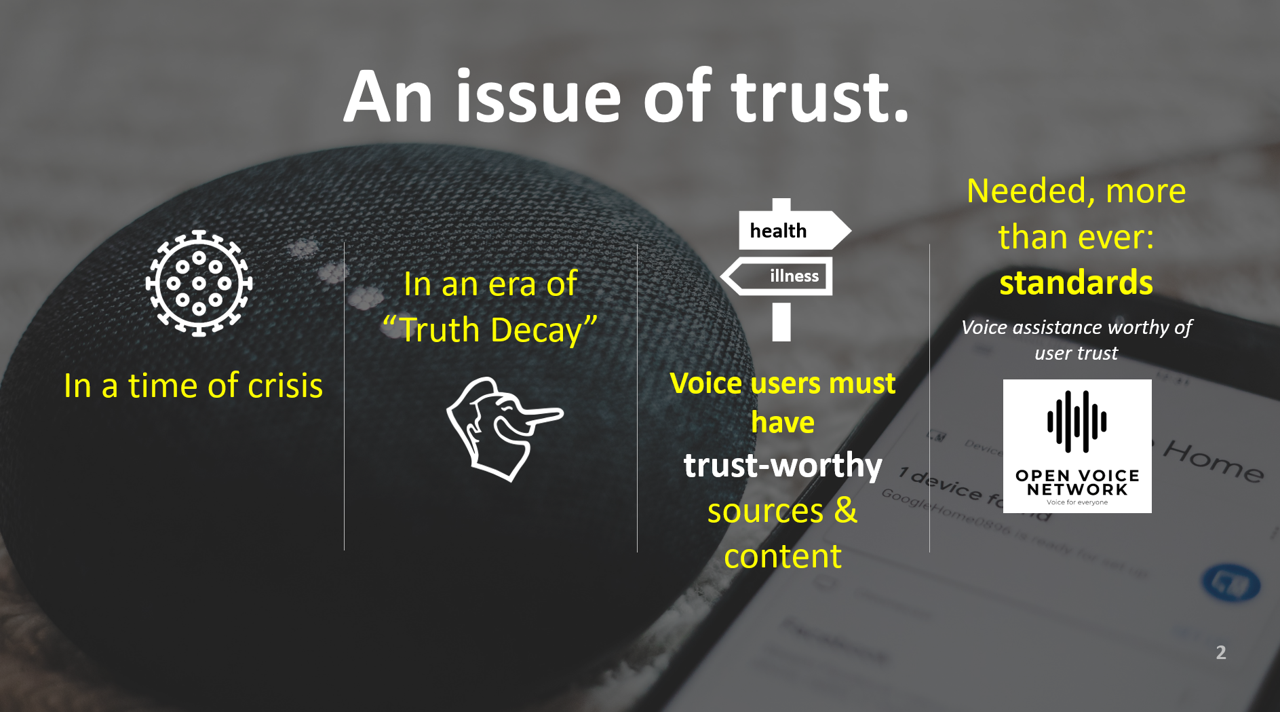 An issue of trust.
In a time of crisis
In an era of
“Truth Decay”
health
illness
Voice users must
have
trust-worthy
sources &
content
Needed, more
than ever:
standards
Voice assistance worthy of
user trust
OPEN VOICE
NETWORK
Voice for everyone
Home
1 device found
GoogleHome0896 is ready for set up
2